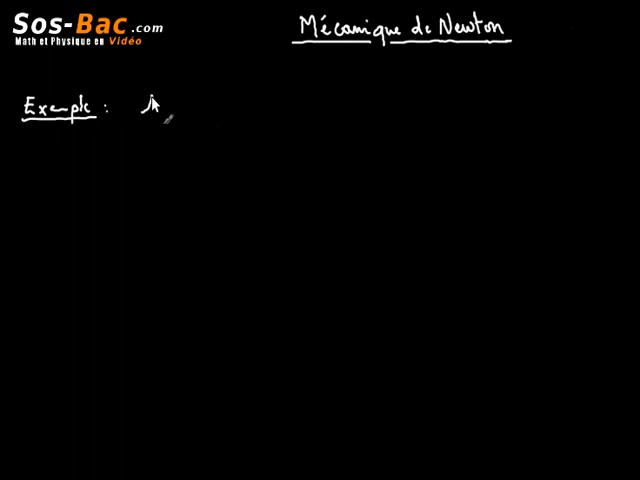 Sos-Bac.com
Math et Physique en Vidéo
Mécanique de Newton
Exemple :